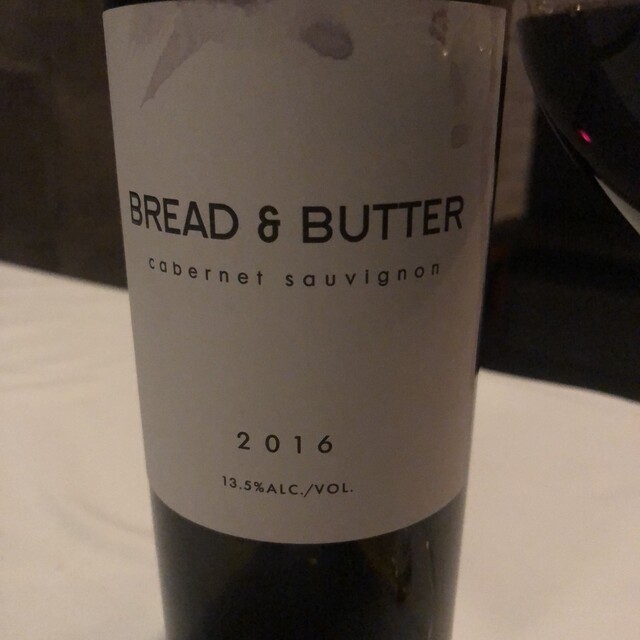 BREAD & BUTTER
cabernet sauvignon
2016
13.5%ALC./VOL.